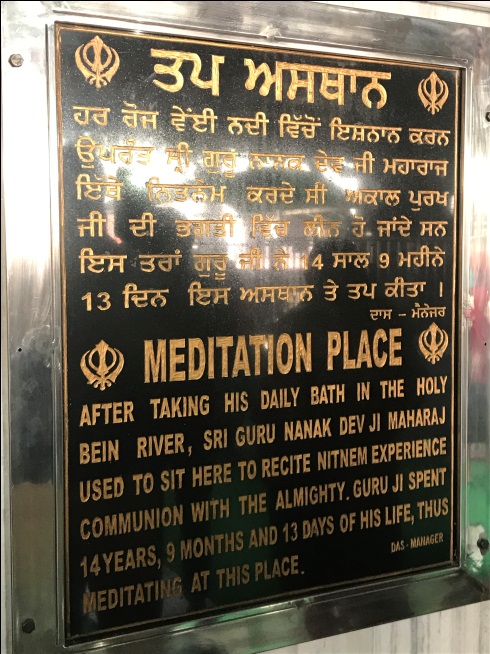 ਤਪ ਅਸਥਾਨ
ਹਰ ਰੋਜ ਵੇਂਈ ਨਦੀ ਵਿੱਚੋਂ ਇਸ਼ਨਾਨ ਕਰਨ
ਉਪਰੰਤ ਸ੍ਰੀ ਗੁਰੂ ਨਾਨਕ ਦੇਵ ਜੀ ਮਹਾਰਾਜ
ਇੱਥੇ ਨਿਤਨੇਮ ਕਰਦੇ ਸੀ ਅਕਾਲ ਪੁਰਖ
ਜੀ ਦੀ ਭਗਤੀ ਵਿੱਚ ਲੀਨ ਹੋ ਜਾਂਦੇ ਸਨ
ਇਸ ਤਰਾਂ ਗੁਰੂ ਜੀ ਨੇ 14 ਸਾਲ 9 ਮਹੀਨੇ
13 ਦਿਨ ਇਸ ਅਸਥਾਨ ਤੇ ਤਪ ਕੀਤਾ ।
ਦਾਸ - ਮੈਨੇਜਰ
MEDITATION PLACE
AFTER TAKING HIS DAILY BATH IN THE HOLY
BEIN RIVER, SRI GURU NANAK DEV JI MAHARAJ
USED TO SIT HERE TO RECITE NITNEM EXPERIENCE
COMMUNION WITH THE ALMIGHTY. GURU JI SPENT
14 YEARS, 9 MONTHS AND 13 DAYS OF HIS LIFE, THUS
MEDITATING AT THIS PLACE.
DAS - MANAGER